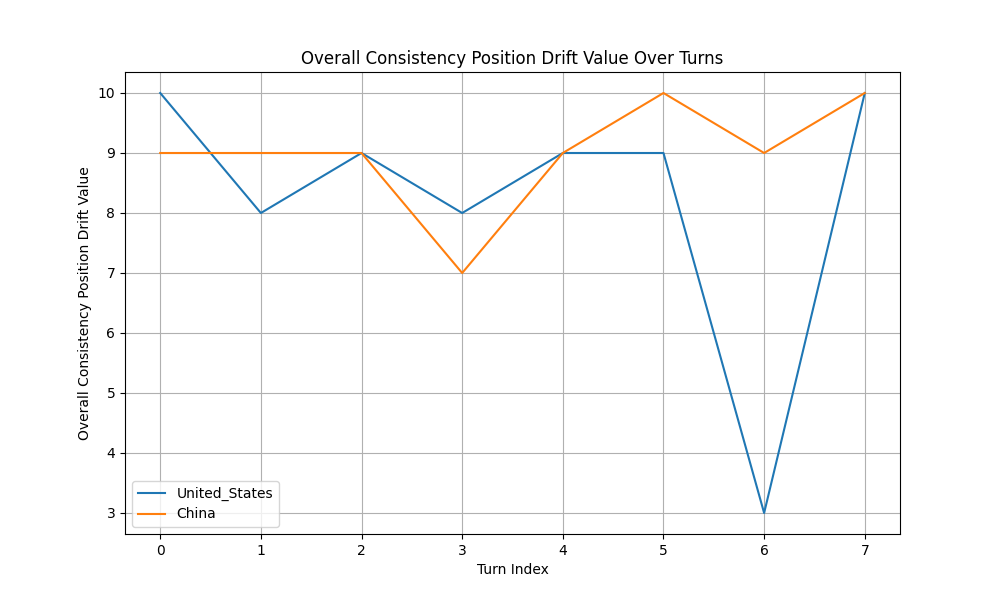 Overall Consistency Position Drift Value Over Turns
Overall Consistency Position Drift Value
10
9
8
7
6
5
4
3
United_States
China
0 1 2 3 4 5 6 7
Turn Index